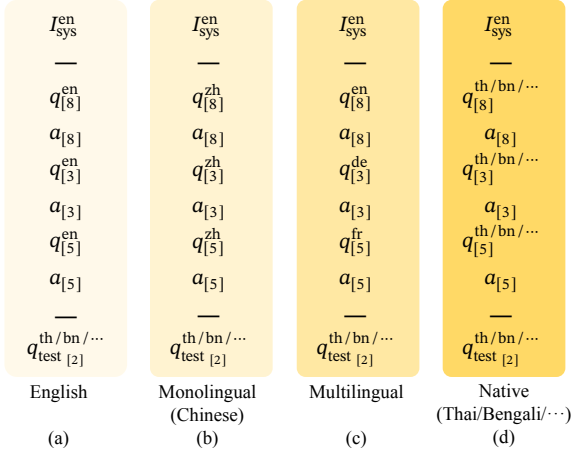 I_sys^en I_sys^en I_sys^en I_sys^en
— — — —
q_[8]^en q_[8]^zh q_[8]^en q_[8]^th/bn/⋯
a_[8] a_[8] a_[8] a_[8]
q_[3]^en q_[3]^zh q_[3]^de q_[3]^th/bn/⋯
a_[3] a_[3] a_[3] a_[3]
q_[5]^en q_[5]^zh q_[5]^fr q_[5]^th/bn/⋯
a_[5] a_[5] a_[5] a_[5]
— — — —
q_test [2]^th/bn/⋯ q_test [2]^th/bn/⋯ q_test [2]^th/bn/⋯ q_test [2]^th/bn/⋯
English Monolingual Multilingual Native
(Chinese) (Thai/Bengali/⋯)
(a) (b) (c) (d)